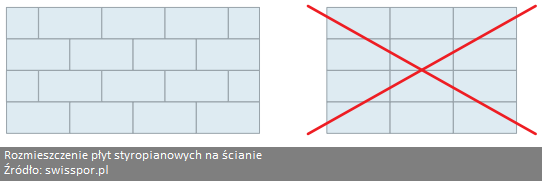 Rozmieszczenie płyt styropianowych na ścianie
Źródło: swisspor.pl